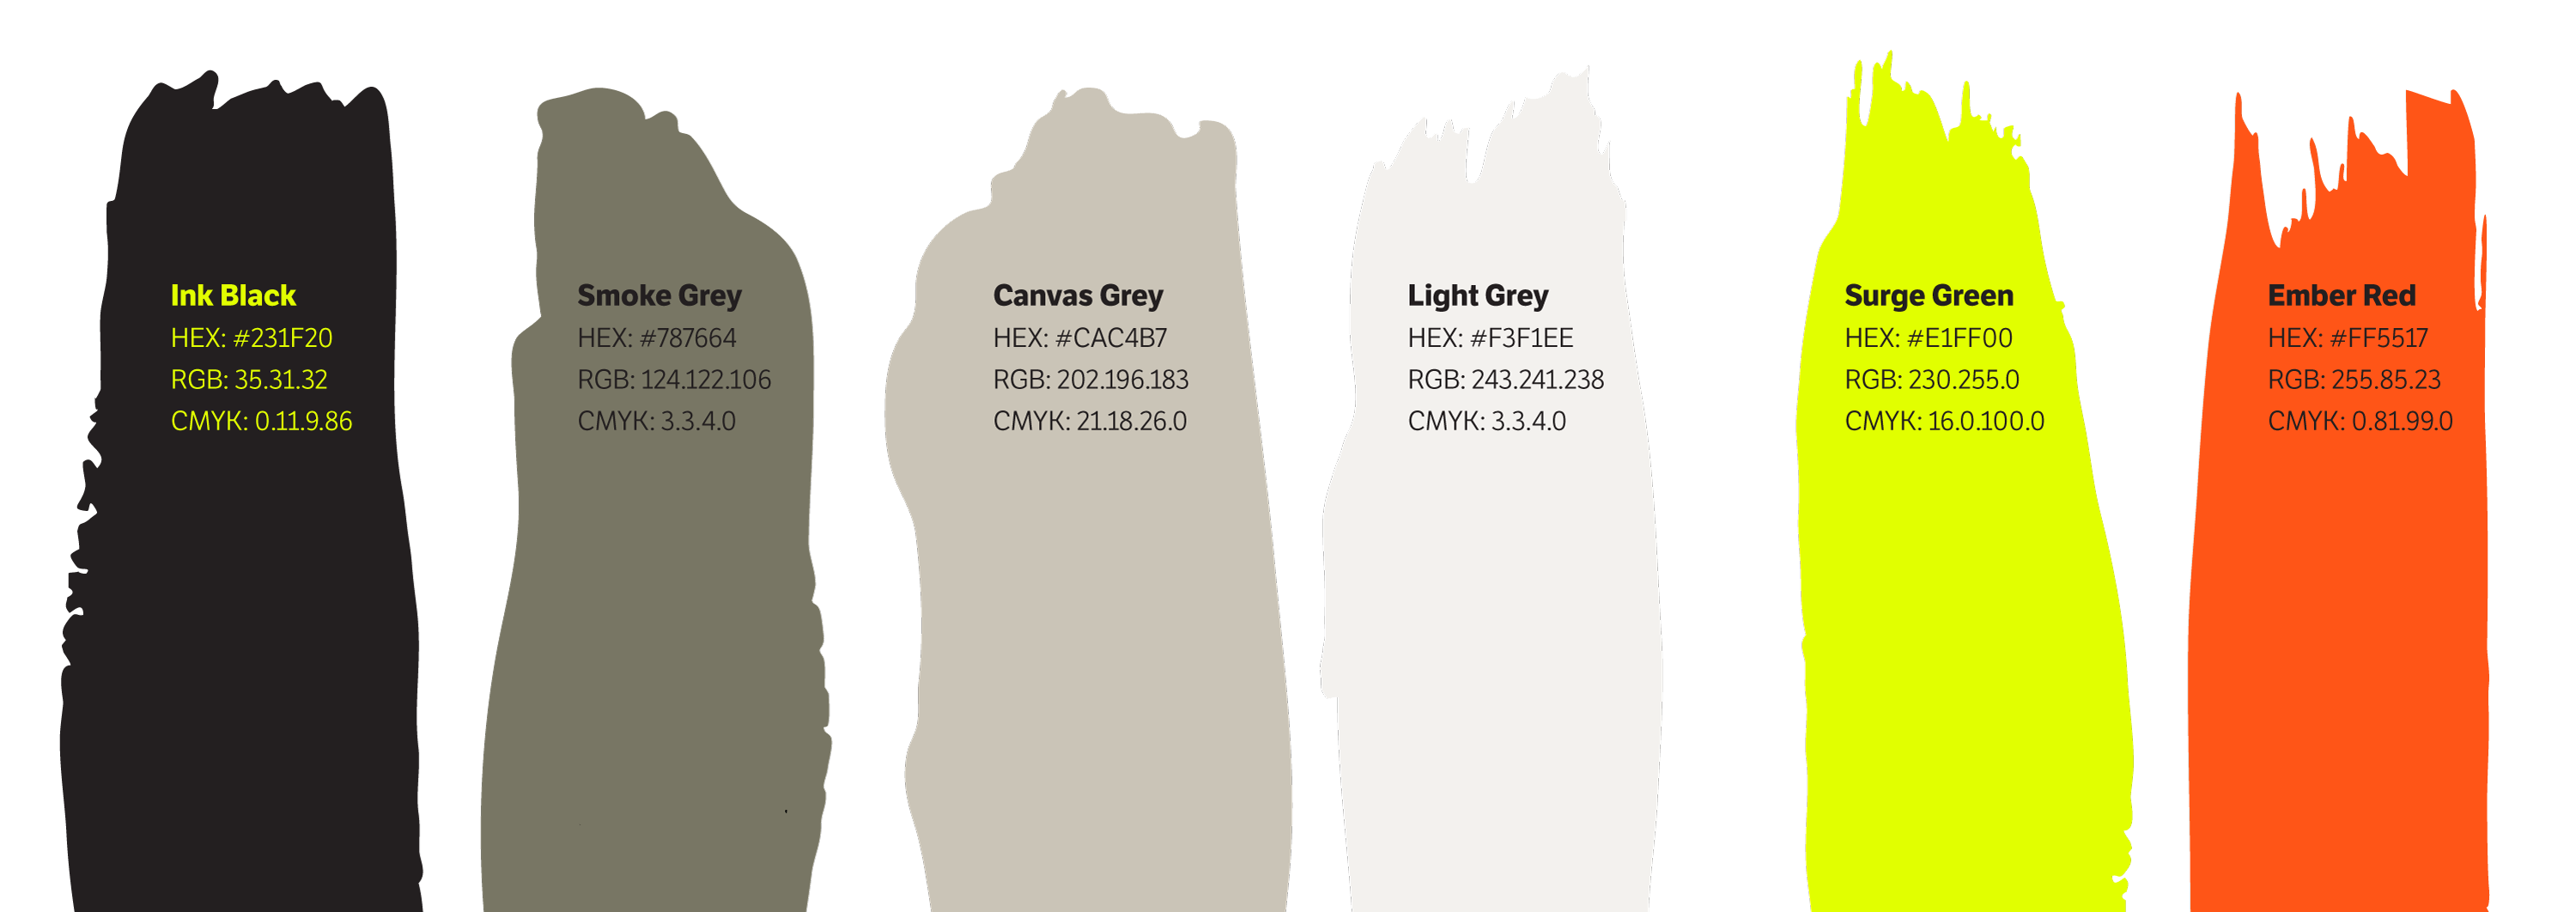 Ink Black
HEX: #231F20
RGB: 35.31.32
CMYK: 0.11.9.86
Smoke Grey
HEX: #787664
RGB: 124.122.106
CMYK: 3.3.4.0
Canvas Grey
HEX: #CAC4B7
RGB: 202.196.183
CMYK: 21.18.26.0
Light Grey
HEX: #F3F1EE
RGB: 243.241.238
CMYK: 3.3.4.0
Surge Green
HEX: #E1FF00
RGB: 230.255.0
CMYK: 16.0.100.0
Ember Red
HEX: #FF5517
RGB: 255.85.23
CMYK: 0.81.99.0